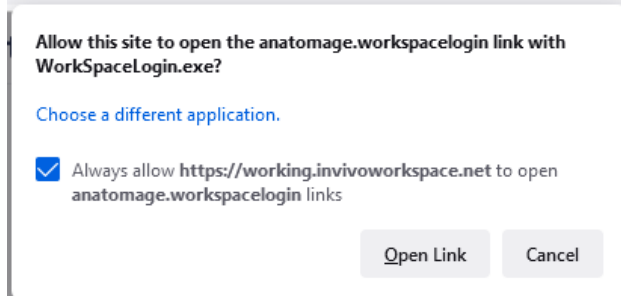 Allow this site to open the anatomage.workspacelogin link with
WorkSpaceLogin.exe?
Choose a different application.
Always allow https://working.invivoworkspace.net to open
anatomage.workspacelogin links
Open Link
Cancel